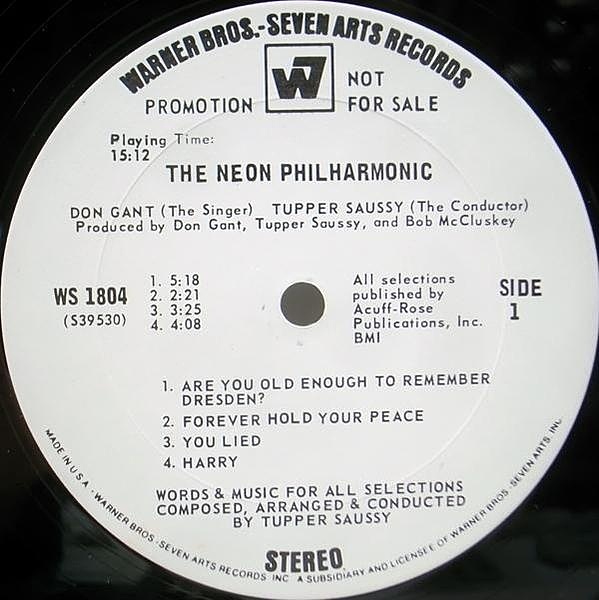 WARNER BROS.-SEVEN ARTS RECORDS
W7
PROMOTION NOT FOR SALE
Playing Time:
15:12
THE NEON PHILHARMONIC
DON GANT (The Singer) TUPPER SAUSSY (The Conductor)
Produced by Don Gant, Tupper Saussy, and Bob McCluskey
WS 1804
(S39530)
1. 5:18
2. 2:21
3. 3:25
4. 4:08
All selections
published by
Acuff-Rose
Publications, Inc.
BMI
SIDE
1
1. ARE YOU OLD ENOUGH TO REMEMBER
DRESDEN?
2. FOREVER HOLD YOUR PEACE
3. YOU LIED
4. HARRY
WORDS & MUSIC FOR ALL SELECTIONS
COMPOSED, ARRANGED & CONDUCTED
BY TUPPER SAUSSY
STEREO
MADE IN U.S.A. · WARNER BROS.-SEVEN ARTS RECORDS INC. A SUBSIDIARY AND LICENSEE OF WARNER BROS.-SEVEN ARTS, INC.